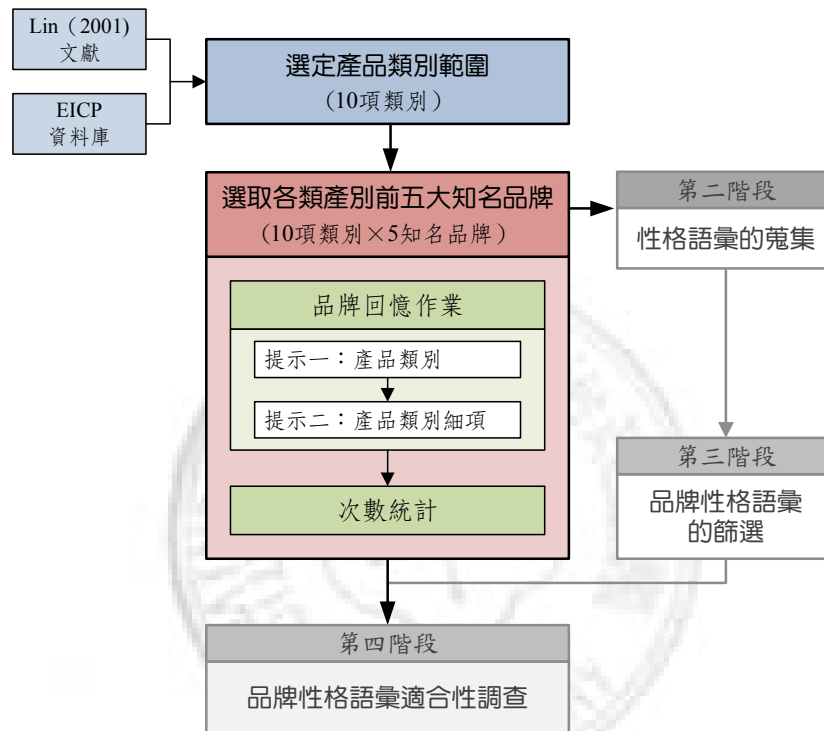 Lin（2001)
文獻
EICP
資料庫
選定產品類別範圍
（10項類別）
選取各類產別前五大知名品牌
（10項類別×5知名品牌）
品牌回憶作業
提示一：產品類別
提示二：產品類別細項
次數統計
第二階段
性格語彙的蒐集
第三階段
品牌性格語彙
的篩選
第四階段
品牌性格語彙適合性調查